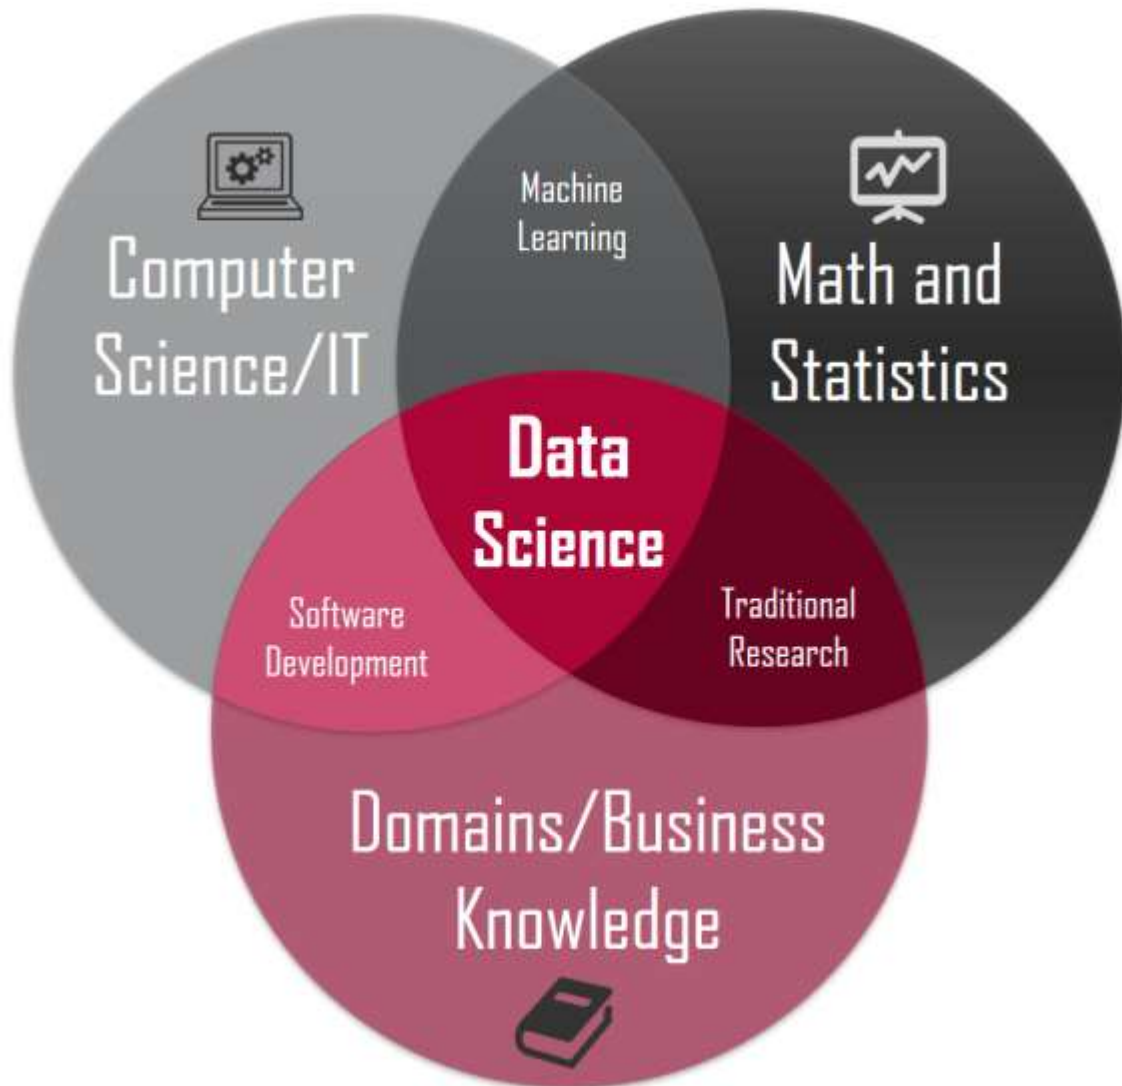 Machine
Learning
Computer
Science/IT
Math and
Statistics
Data
Science
Software
Development
Traditional
Research
Domains/Business
Knowledge